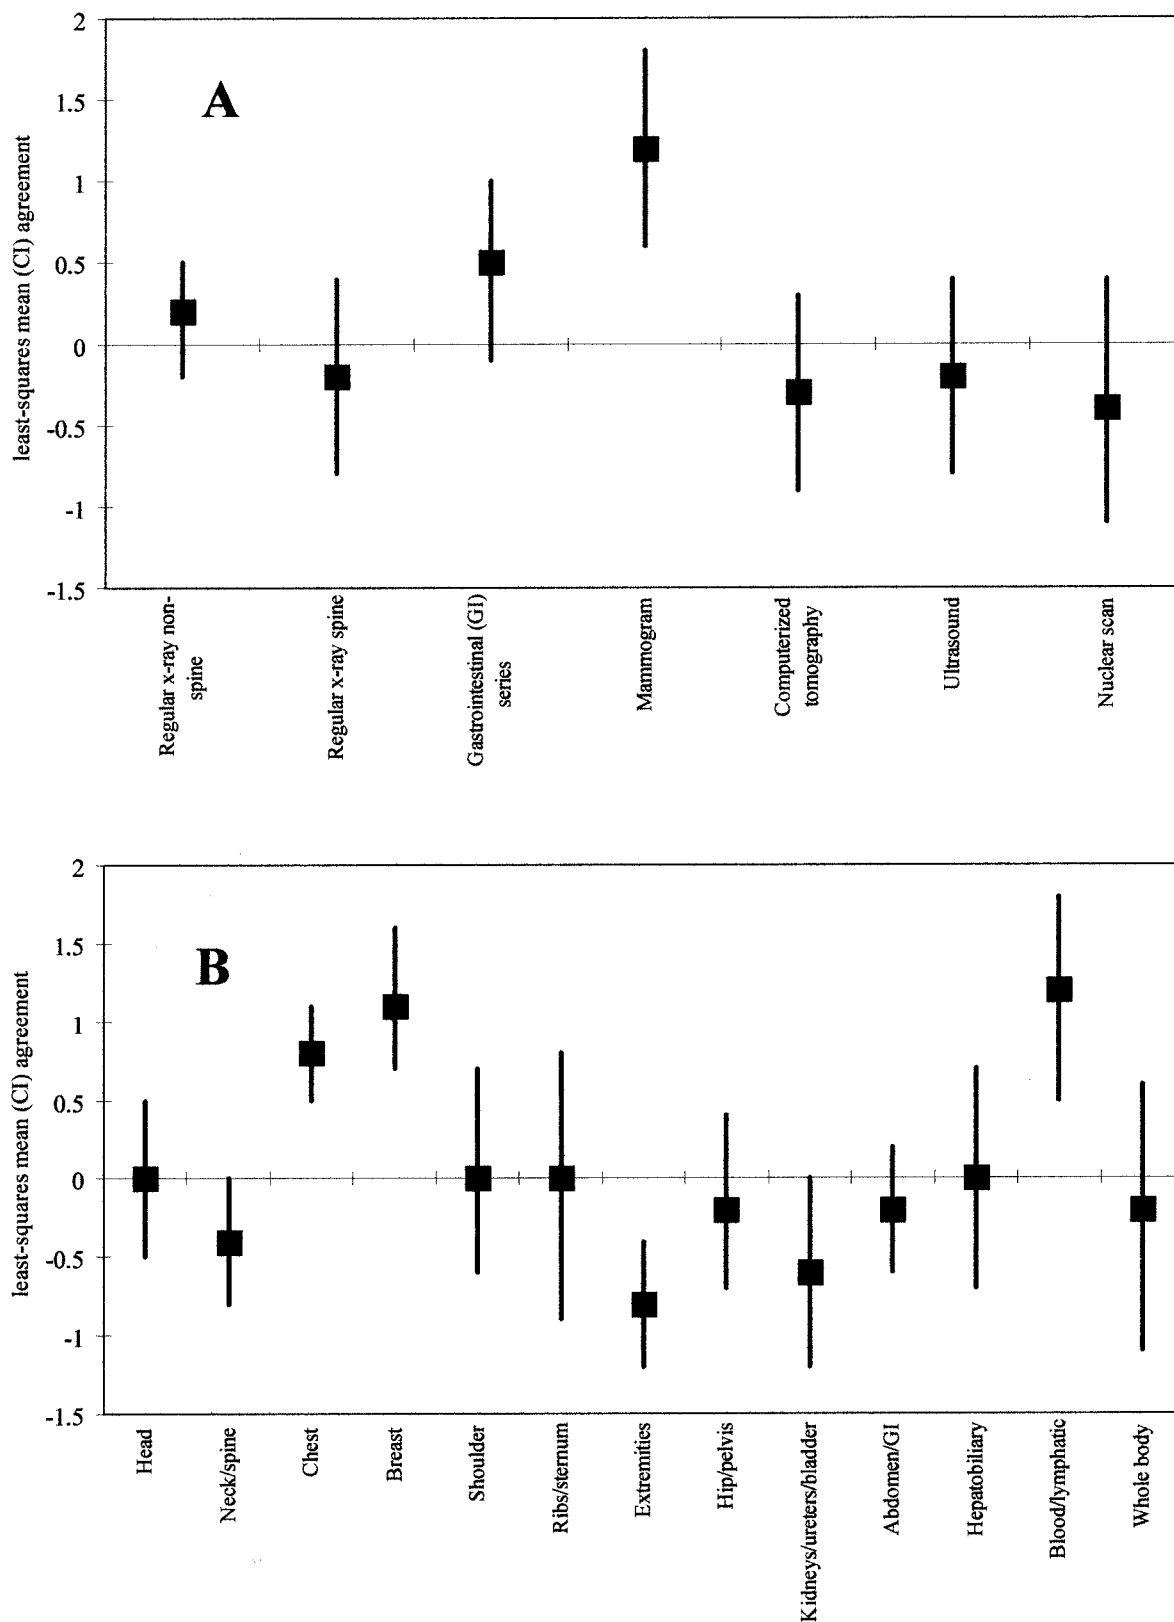 2
1.5
1
0.5
0
-0.5
-1
-1.5
least-squares mean (CI) agreement
A
Regular x-ray non-
spine
Regular x-ray spine
Gastrointestinal (GI)
series
Mammogram
Computerized
tomography
Ultrasound
Nuclear scan
2
1.5
1
0.5
0
-0.5
-1
-1.5
least-squares mean (CI) agreement
B
Head
Neck/spine
Chest
Breast
Shoulder
Ribs/sternum
Extremities
Hip/pelvis
Kidneys/ureters/bladder
Abdomen/GI
Hepatobiliary
Blood/lymphatic
Whole body